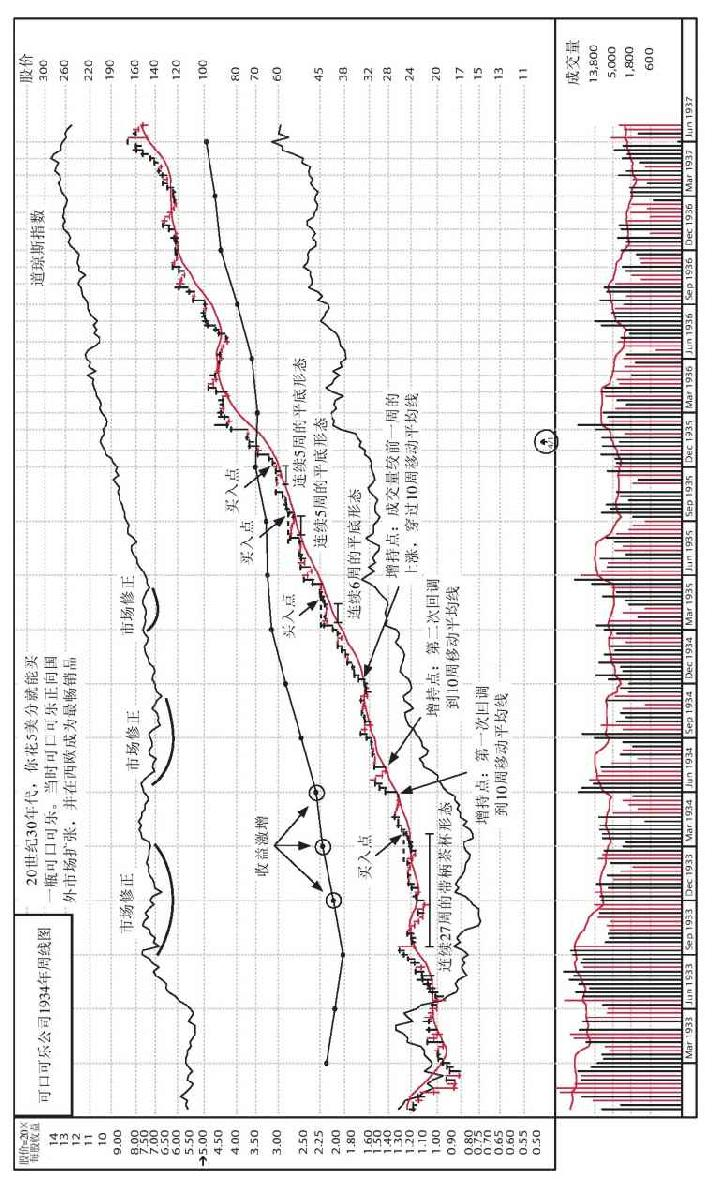 可口可乐公司1934年周线图
20世纪30年代，你花5美分就能买
一瓶可口可乐。当时可口可乐正向国
外市场扩张，并在西欧成为最畅销品
市场修正
市场修正
市场修正
道琼斯指数
股价
300
260
220
190
160
140
120
100
80
70
60
45
38
32
28
24
20
17
15
13
11
收益激增
买入点
买入点
买入点
买入点
连续5周的平底形态
连续5周的平底形态
连续6周的平底形态
增持点：成交量较前一周的
上涨，穿过10周移动平均线
增持点：第二次回调
到10周移动平均线
增持点：第一次回调
到10周移动平均线
连续27周的带柄茶杯形态
股价=20×
每股收益
14
13
12
11
10
9.00
8.00
7.50
7.00
6.50
6.00
5.50
5.00
4.50
4.00
3.50
3.00
2.50
2.25
2.00
1.80
1.60
1.50
1.40
1.30
1.20
1.10
1.00
0.90
0.80
0.75
0.70
0.65
0.60
0.55
0.50
成交量
13,800
5,000
1,800
600
Mar 1933
Jun 1933
Sep 1933
Dec 1933
Mar 1934
Jun 1934
Sep 1934
Dec 1934
Mar 1935
Jun 1935
Sep 1935
Dec 1935
Mar 1936
Jun 1936
Sep 1936
Dec 1936
Mar 1937
Jun 1937